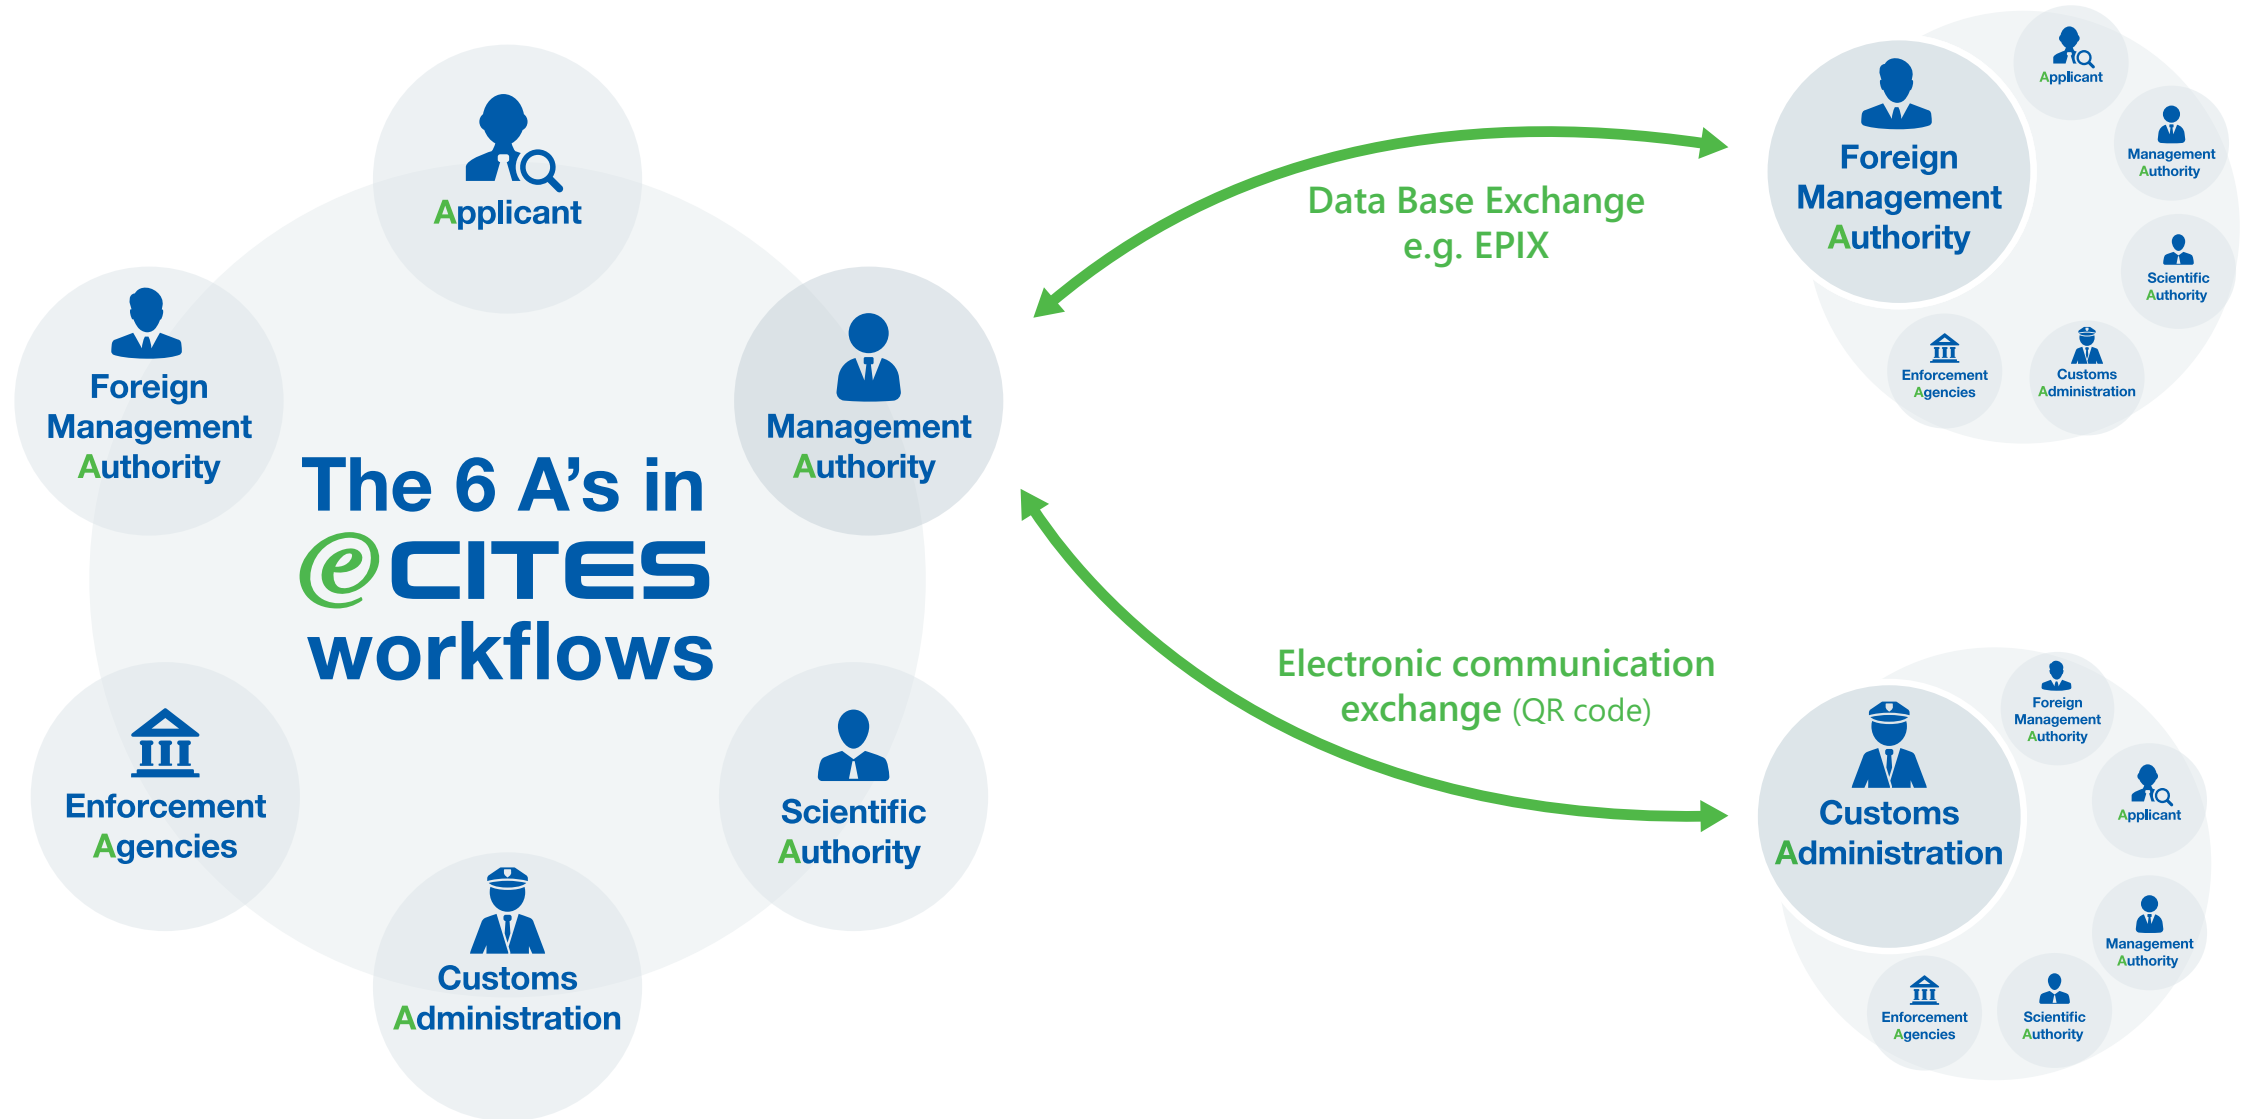 Applicant
Foreign
Management
Authority
Management
Authority
The 6 A's in
eCITES
workflows
Enforcement
Agencies
Scientific
Authority
Customs
Administration
Data Base Exchange
e.g. EPIX
Electronic communication
exchange (QR code)
Foreign
Management
Authority
Applicant
Management
Authority
Scientific
Authority
Customs
Administration
Enforcement
Agencies
Customs
Administration
Foreign
Management
Authority
Applicant
Management
Authority
Scientific
Authority
Enforcement
Agencies